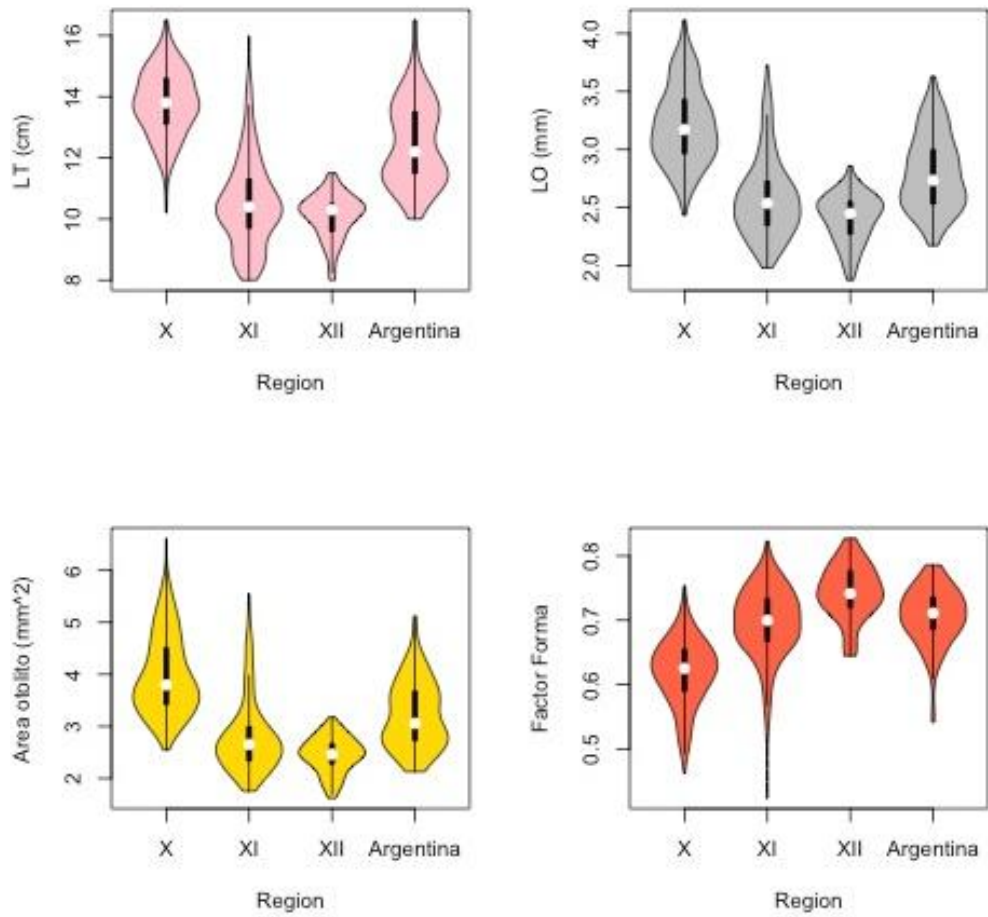 LT (cm)
16
14
12
10
8
X XI XII Argentina
Region
LO (mm)
4.0
3.5
3.0
2.5
2.0
X XI XII Argentina
Region
Area otolito (mm^2)
6
5
4
3
2
X XI XII Argentina
Region
Factor Forma
0.8
0.7
0.6
0.5
X XI XII Argentina
Region